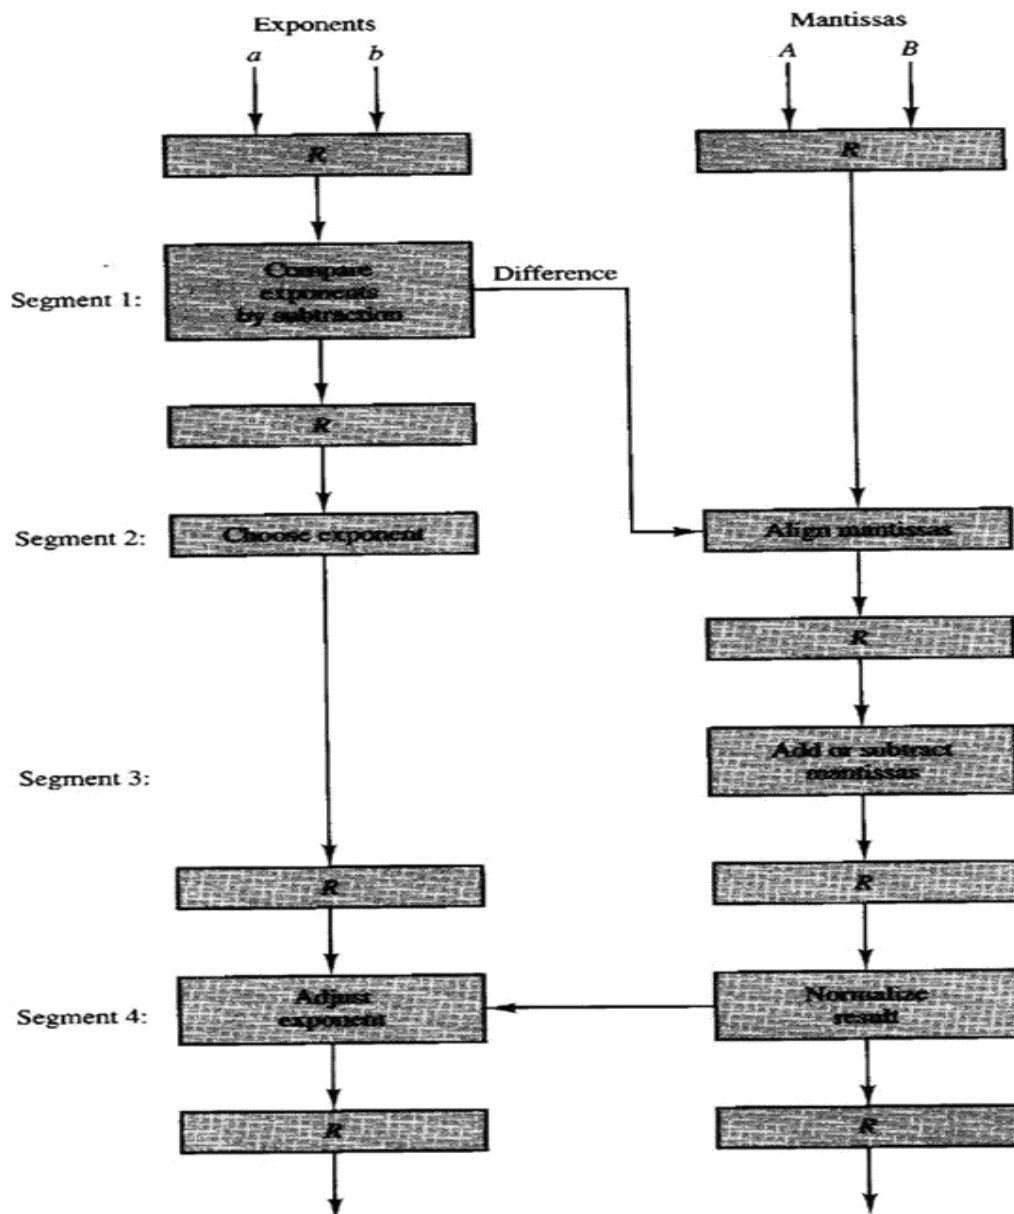 Exponents
a b
Mantissas
A B
R
R
Segment 1:
Compare
exponents
by subtraction
Difference
R
Segment 2:
Choose exponent
Align mantissas
R
Segment 3:
Add or subtract
mantissas
R
R
Segment 4:
Adjust
exponent
Normalize
result
R
R